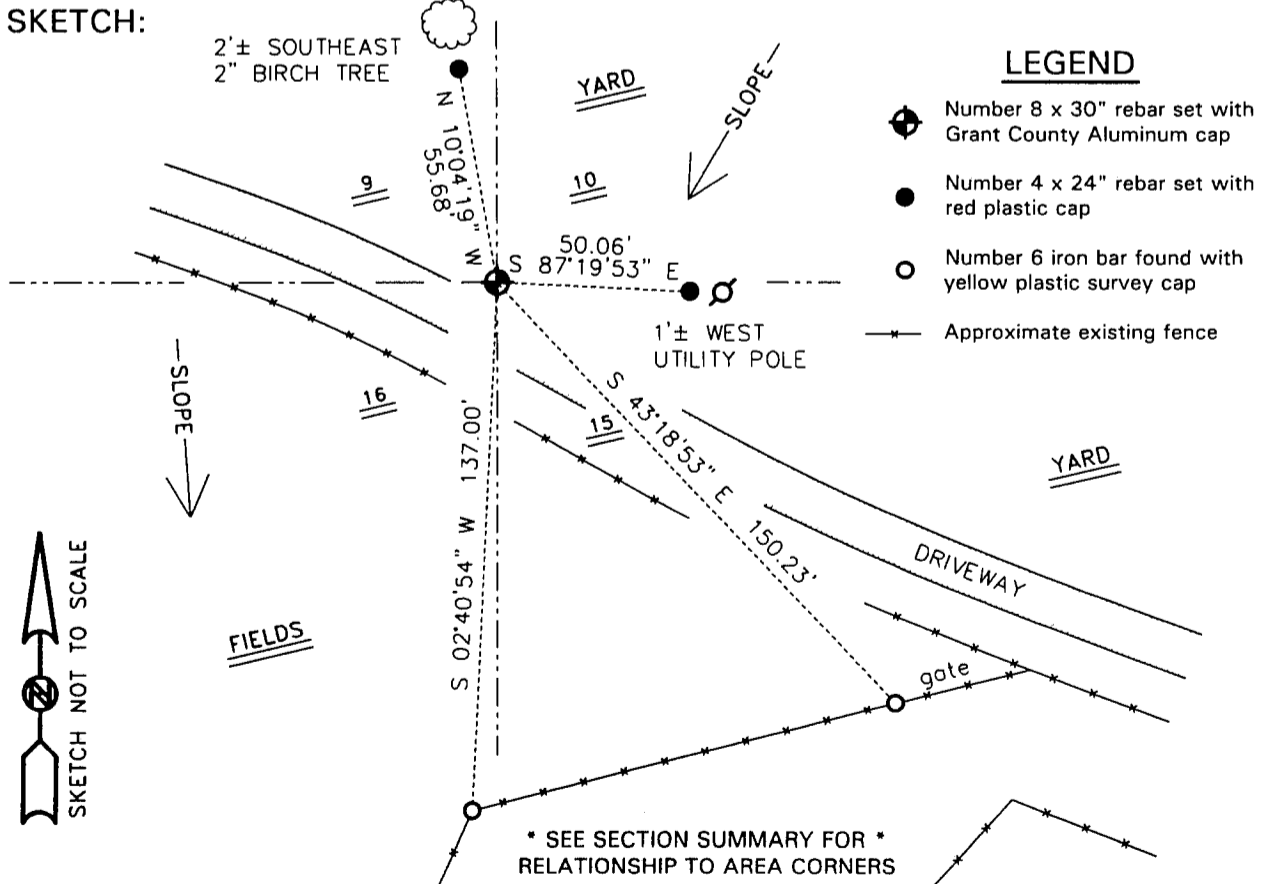 SKETCH:
2'± SOUTHEAST
2" BIRCH TREE
YARD
SLOPE
N 10°04'19" W
55.68'
9
10
50.06'
S 87°19'53" E
1'± WEST
UTILITY POLE
16
15
SLOPE
S 43°18'53" E 150.23'
S 02°40'54" W 137.00'
YARD
DRIVEWAY
FIELDS
gate
N
SKETCH NOT TO SCALE
* SEE SECTION SUMMARY FOR *
RELATIONSHIP TO AREA CORNERS
LEGEND
Number 8 x 30" rebar set with
Grant County Aluminum cap
Number 4 x 24" rebar set with
red plastic cap
Number 6 iron bar found with
yellow plastic survey cap
Approximate existing fence